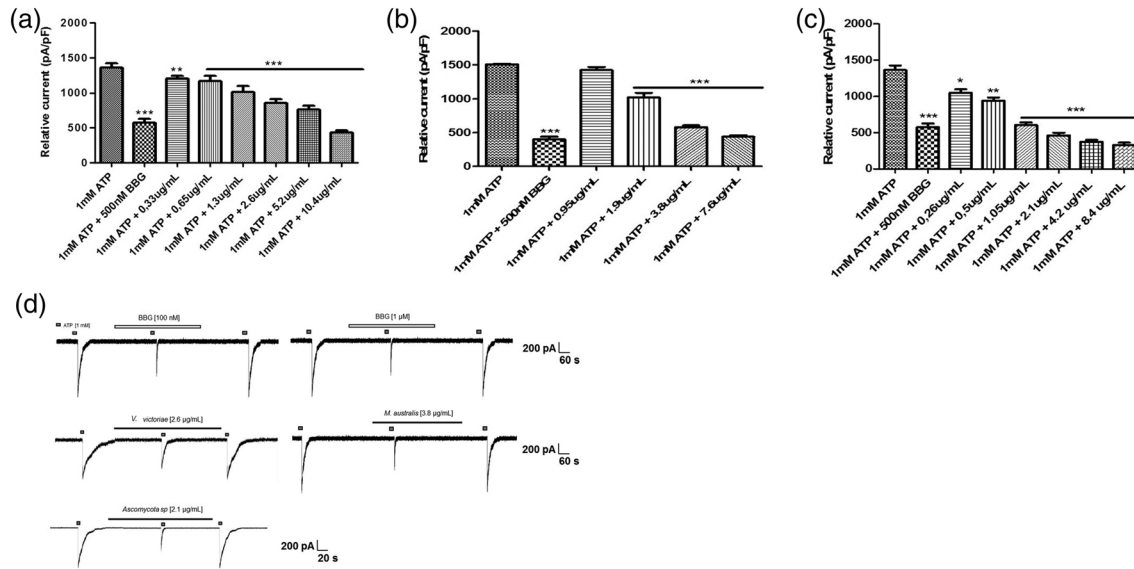 (a)
2000
1500
1000
500
0
Relative current (pA/pF)
***
**
***
1mM ATP
1mM ATP + 500nM BBG
1mM ATP + 0,33ug/mL
1mM ATP + 0,65ug/mL
1mM ATP + 1.3ug/mL
1mM ATP + 2.6ug/mL
1mM ATP + 5.2ug/mL
1mM ATP + 10.4ug/mL
(b)
2000
1500
1000
500
0
Relative current (pA/pF)
***
***
1mM ATP
1mM ATP + 500nM BBG
1mM ATP + 0.95ug/mL
1mM ATP + 1.9ug/mL
1mM ATP + 3.8ug/mL
1mM ATP + 7.6ug/mL
(c)
2000
1500
1000
500
0
Relative current (pA/pF)
***
*
**
***
1mM ATP
1mM ATP + 500nM BBG
1mM ATP + 0,26ug/mL
1mM ATP + 0,5ug/mL
1mM ATP + 1.05ug/mL
1mM ATP + 2.1ug/mL
1mM ATP + 4.2 ug/mL
1mM ATP + 8.4 ug/mL
(d)
ATP [1 mM]
BBG [100 nM]
BBG [1 µM]
200 pA
60 s
V. victoriae [2.6 µg/mL]
M. australis [3.8 µg/mL]
200 pA
60 s
Ascomycota sp [2.1 µg/mL]
200 pA
20 s